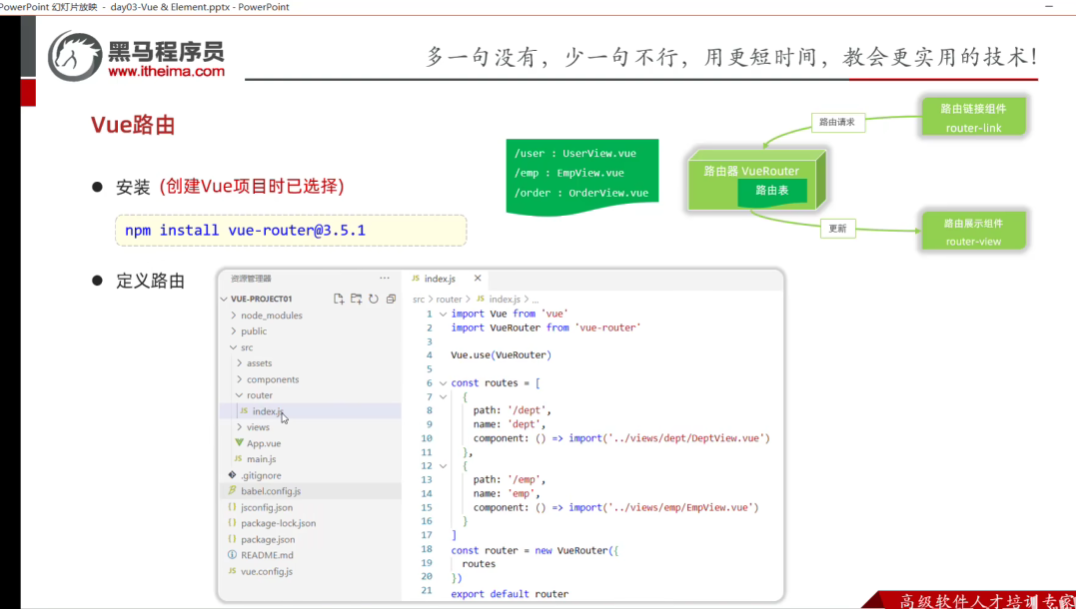 PowerPoint 幻灯片放映 - day03-Vue & Element.pptx - PowerPoint
黑马程序员
www.itheima.com
多一句没有，少一句不行，用更短时间，教会更实用的技术！
Vue路由
/user : UserView.vue
/emp : EmpView.vue
/order : OrderView.vue
路由请求
路由链接组件
router-link
路由器 VueRouter
路由表
更新
路由展示组件
router-view
● 安装 (创建Vue项目时已选择)
npm install vue-router@3.5.1
● 定义路由
资源管理器 ···
VUE-PROJECT01
node_modules
public
src
assets
components
router
JS index.js
views
App.vue
JS main.js
.gitignore
babel.config.js
{} jsconfig.json
{} package-lock.json
{} package.json
README.md
JS vue.config.js
JS index.js ×
src > router > JS index.js > ...
1 import Vue from 'vue'
2 import VueRouter from 'vue-router'
3
4 Vue.use(VueRouter)
5
6 const routes = [
7 {
8 path: '/dept',
9 name: 'dept',
10 component: () => import('../views/dept/DeptView.vue')
11 },
12 {
13 path: '/emp',
14 name: 'emp',
15 component: () => import('../views/emp/EmpView.vue')
16 }
17 ]
18 const router = new VueRouter({
19 routes
20 })
21 export default router
高级软件人才培训专家